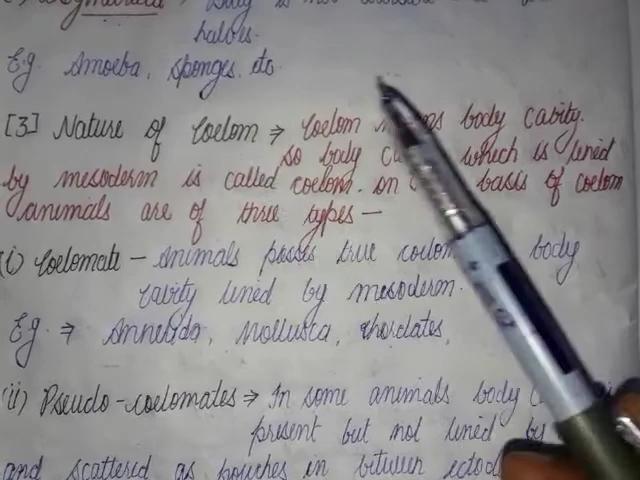 halves.
Eg. Amoeba, sponges, etc
[3] Nature of Coelom ⇒ Coelom body cavity.
so body which is lined
by mesoderm is called coelom. on basis of coelom
animals are of three types —
(i) Coelomate - Animals posses true body
cavity lined by mesoderm.
Eg. ⇒ Annelida, Mollusca, chordates,
(ii) Pseudo-coelomates ⇒ In some animals body
present but not lined by
and scattered as pouches in bitween